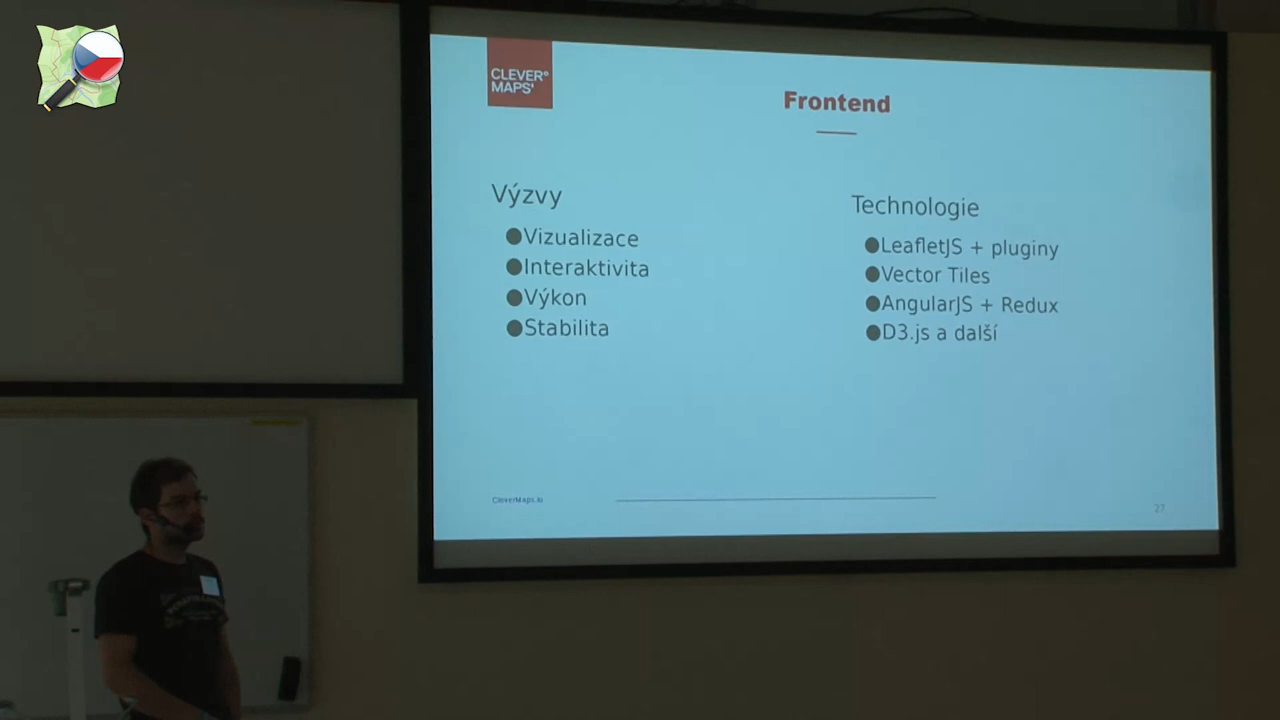 CLEVER°
MAPS'
Frontend
Výzvy
●Vizualizace
●Interaktivita
●Výkon
●Stabilita
Technologie
●LeafletJS + pluginy
●Vector Tiles
●AngularJS + Redux
●D3.js a další
CleverMaps.io
27